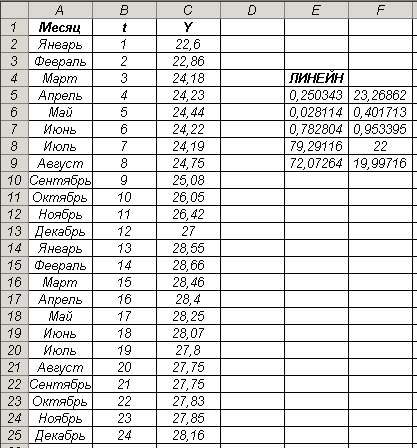 A B C D E F
1 Месяц t Y
2 Январь 1 22,6
3 Февраль 2 22,86
4 Март 3 24,18 ЛИНЕЙН
5 Апрель 4 24,23 0,250343 23,26862
6 Май 5 24,44 0,028114 0,401713
7 Июнь 6 24,22 0,782804 0,953395
8 Июль 7 24,19 79,29116 22
9 Август 8 24,75 72,07264 19,99716
10 Сентябрь 9 25,08
11 Октябрь 10 26,05
12 Ноябрь 11 26,42
13 Декабрь 12 27
14 Январь 13 28,55
15 Февраль 14 28,66
16 Март 15 28,46
17 Апрель 16 28,4
18 Май 17 28,25
19 Июнь 18 28,07
20 Июль 19 27,8
21 Август 20 27,75
22 Сентябрь 21 27,75
23 Октябрь 22 27,83
24 Ноябрь 23 27,85
25 Декабрь 24 28,16